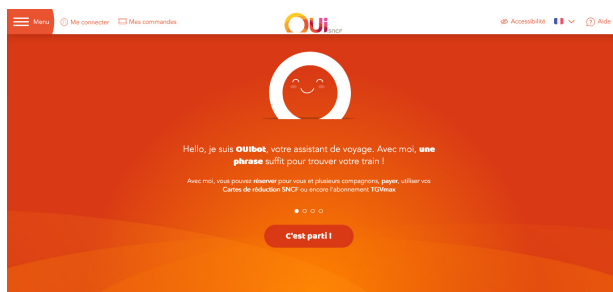 Menu
Me connecter
Mes commandes
OUi.SNCF
Accessibilité
Aide
Hello, je suis OUIbot, votre assistant de voyage. Avec moi, une
phrase suffit pour trouver votre train !
Avec moi, vous pouvez réserver pour vous et plusieurs compagnons, payer, utiliser vos
Cartes de réduction SNCF ou encore l'abonnement TGVmax
C'est parti !